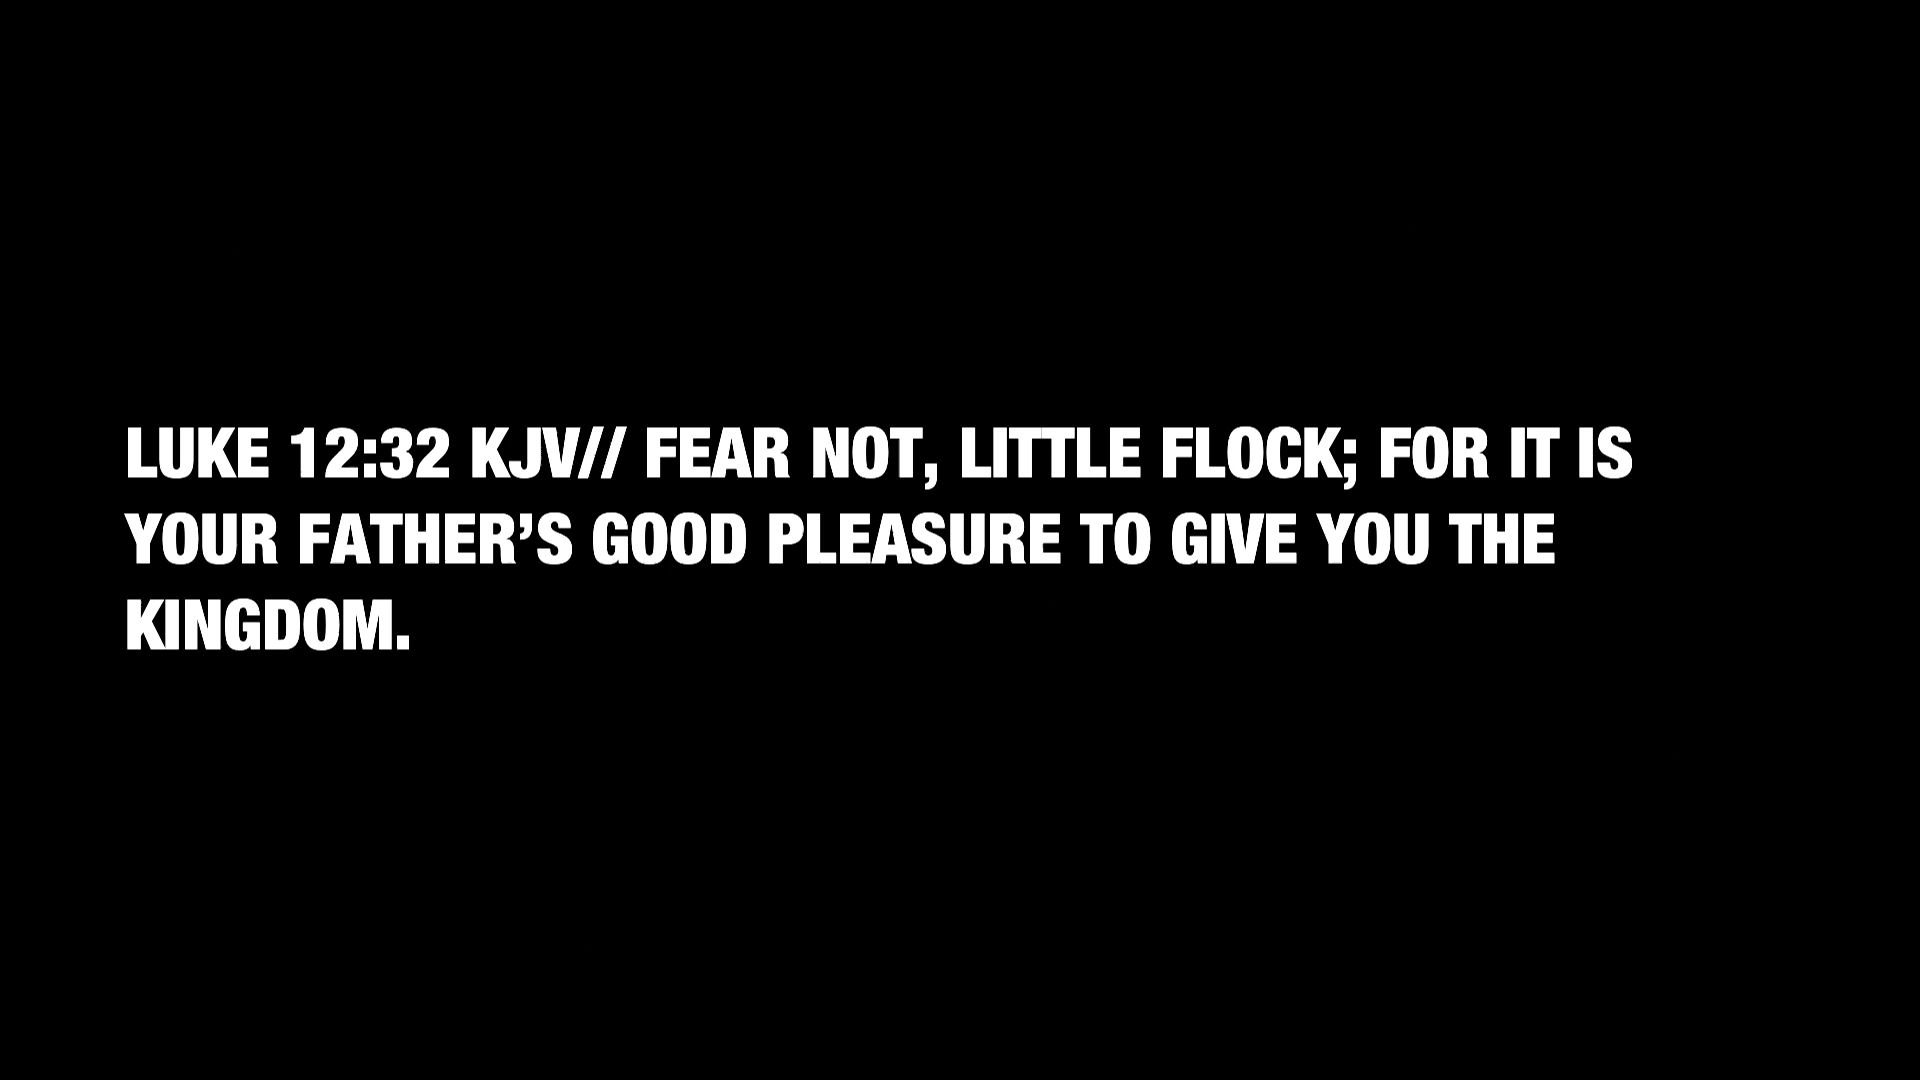 LUKE 12:32 KJV// FEAR NOT, LITTLE FLOCK; FOR IT IS
YOUR FATHER’S GOOD PLEASURE TO GIVE YOU THE
KINGDOM.